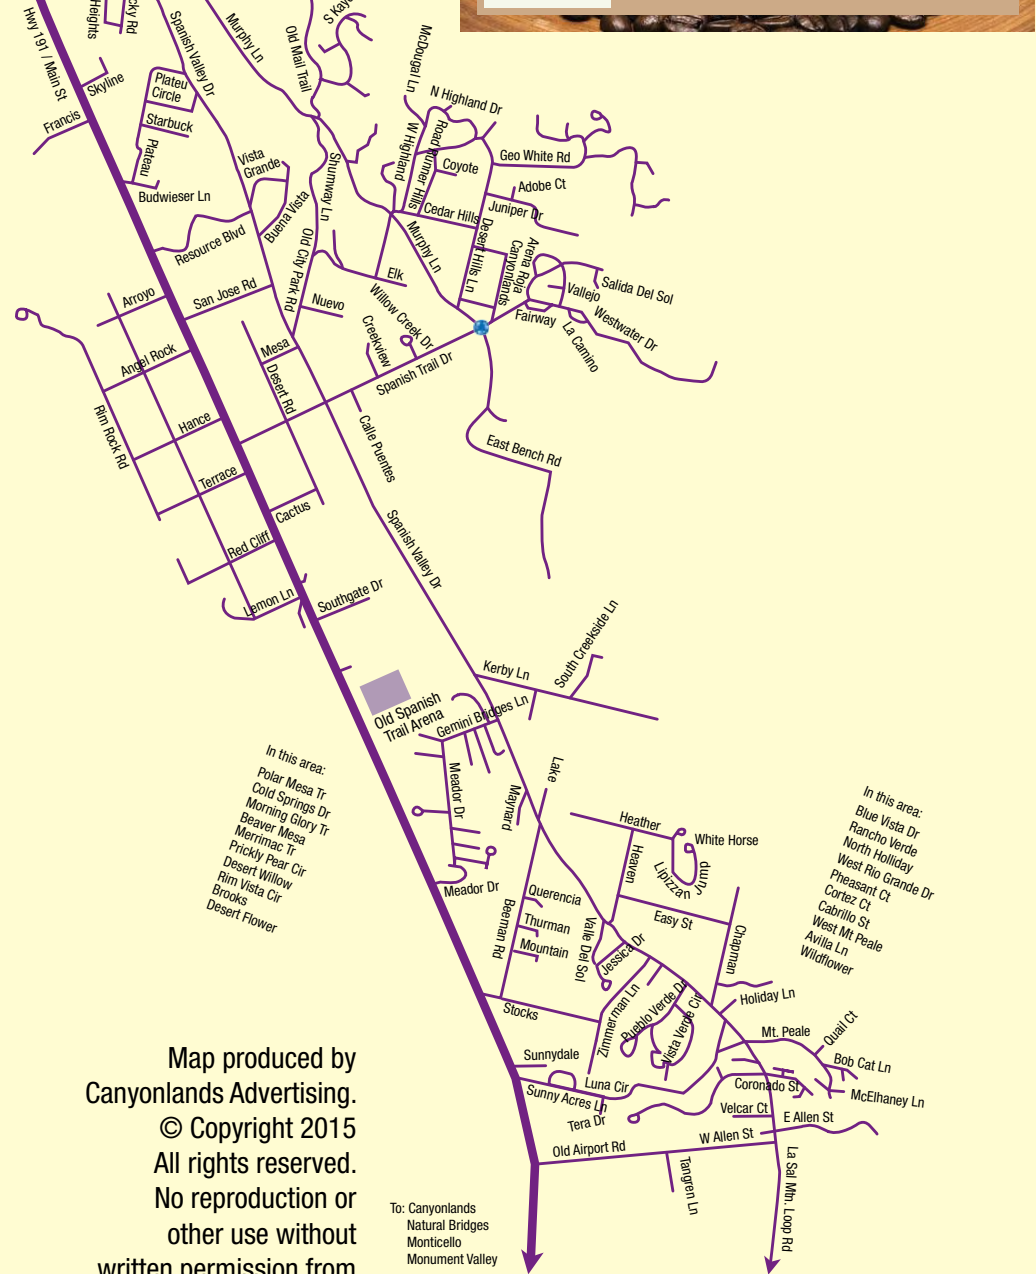 Hwy 191 / Main St
Heights
cky Rd
Spanish Valley Dr
Murphy Ln
Old Mail Trail
S Kay
McDougal Ln
Skyline
Francis
Plateu
Circle
Starbuck
Plateau
Budwieser Ln
Vista
Grande
Buena Vista
Shumway Ln
Resource Blvd
Old City Park Rd
N Highland Dr
W Highland
Road Runner Hills
Coyote
Geo White Rd
Adobe Ct
Juniper Dr
Cedar Hills
Murphy Ln
Desert Hills Ln
Canyonlands
Arena Roja
Vallejo
Salida Del Sol
Fairway
La Camino
Westwater Dr
Elk
Willow Creek Dr
Nuevo
Creekview
Spanish Trail Dr
Arroyo
San Jose Rd
Angel Rock
Mesa
Desert Rd
Rim Rock Rd
Hance
Calle Puentes
East Bench Rd
Terrace
Cactus
Red Cliff
Spanish Valley Dr
Lemon Ln
Southgate Dr
South Creekside Ln
Kerby Ln
Old Spanish
Trail Arena
Gemini Bridges Ln
Meador Dr
Maynard
Lake
In this area:
Polar Mesa Tr
Cold Springs Dr
Morning Glory Tr
Beaver Mesa
Merrimac Tr
Prickly Pear Cir
Desert Willow
Rim Vista Cir
Brooks
Desert Flower
In this area:
Blue Vista Dr
Rancho Verde
North Holliday
West Rio Grande Dr
Pheasant Ct
Cortez Ct
Cabrillo St
West Mt Peale
Avilla Ln
Wildflower
Heather
White Horse
Heaven
Lipizzan
Jump
Meador Dr
Querencia
Beeman Rd
Thurman
Mountain
Valle Del Sol
Easy St
Jessica Dr
Chapman
Stocks
Zimmerman Ln
Pueblo Verde Dr
Vista Verde Cir
Holiday Ln
Mt. Peale
Quail Ct
Bob Cat Ln
Sunnydale
Luna Cir
Sunny Acres Ln
Tera Dr
Coronado St
McElhaney Ln
Velcar Ct
E Allen St
W Allen St
Old Airport Rd
Tangren Ln
La Sal Mtn. Loop Rd
Map produced by
Canyonlands Advertising.
© Copyright 2015
All rights reserved.
No reproduction or
other use without
written permission from
To: Canyonlands
Natural Bridges
Monticello
Monument Valley